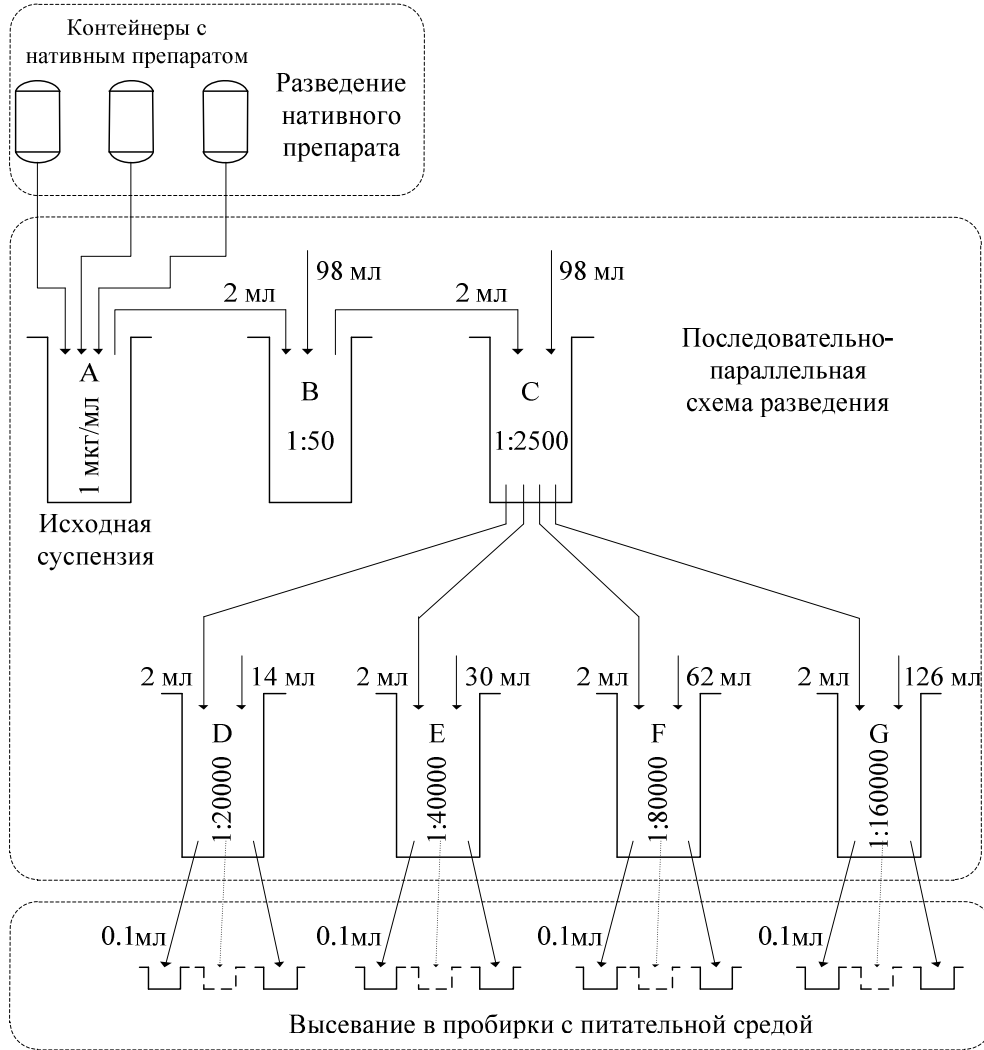 Контейнеры с
нативным препаратом
Разведение
нативного
препарата
98 мл
98 мл
2 мл
2 мл
Последовательно-
параллельная
схема разведения
A
1 мкг/мл
B
1:50
C
1:2500
Исходная
суспензия
2 мл
14 мл
2 мл
30 мл
2 мл
62 мл
2 мл
126 мл
D
1:20000
E
1:40000
F
1:80000
G
1:160000
0.1мл
0.1мл
0.1мл
0.1мл
Высевание в пробирки с питательной средой